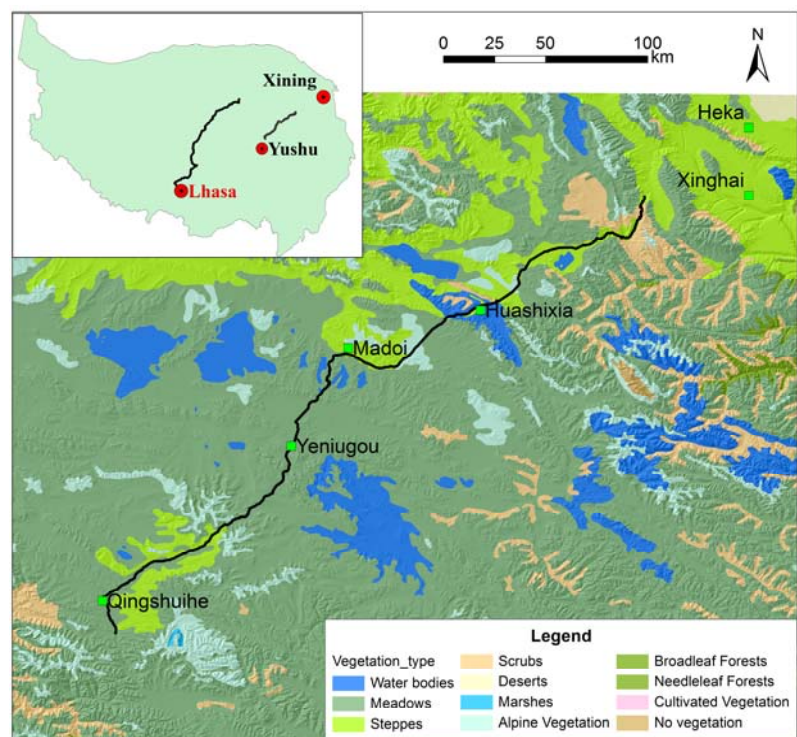 Xining
Yushu
Lhasa
0 25 50 100
km
N
Heka
Xinghai
Huashixia
Madoi
Yeniugou
Qingshuihe
Legend
Vegetation_type
Water bodies
Meadows
Steppes
Scrubs
Deserts
Marshes
Alpine Vegetation
Broadleaf Forests
Needleleaf Forests
Cultivated Vegetation
No vegetation